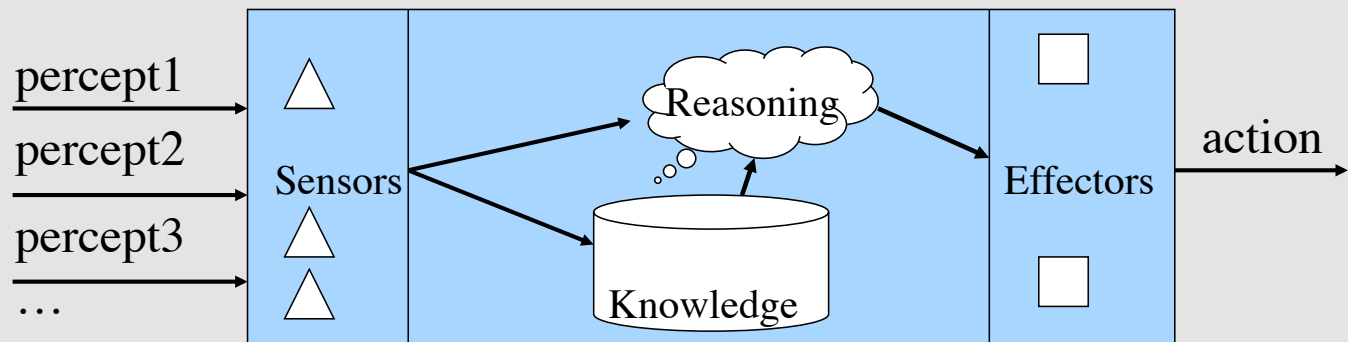 percept1
percept2
percept3
…
Sensors
Reasoning
Knowledge
Effectors
action